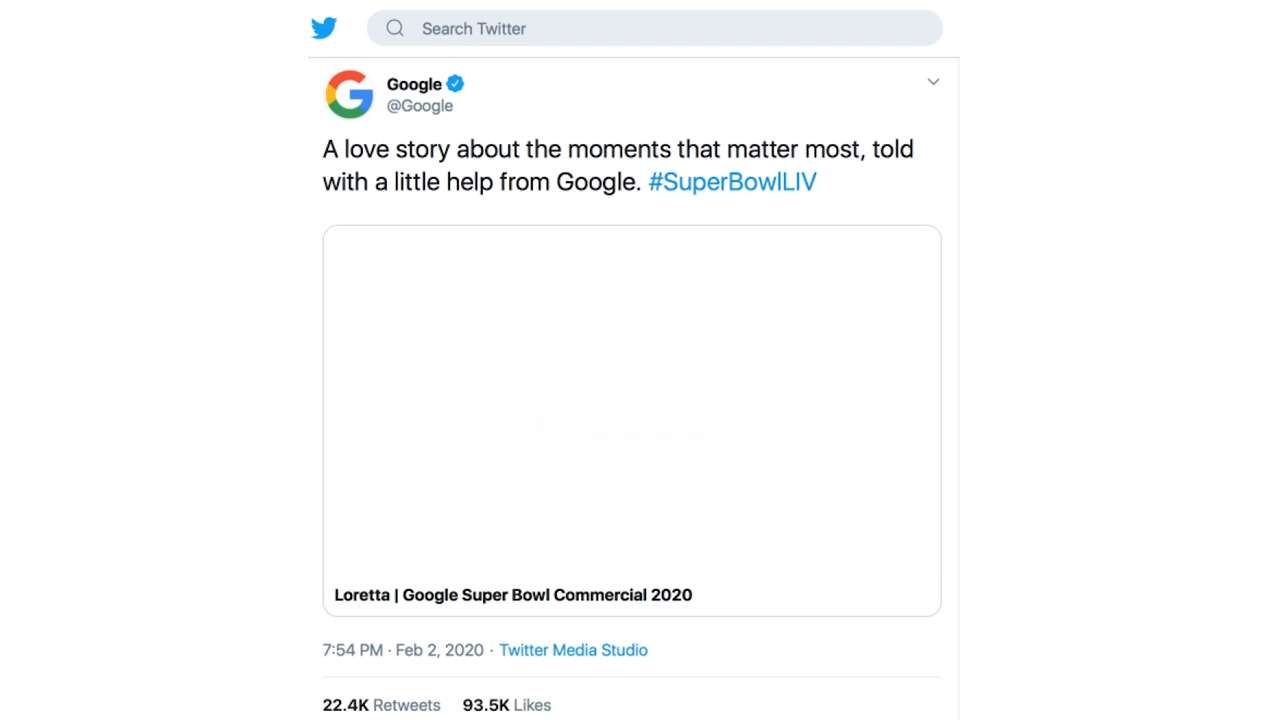 Search Twitter
Google
@Google
A love story about the moments that matter most, told
with a little help from Google. #SuperBowlLIV
Loretta | Google Super Bowl Commercial 2020
7:54 PM · Feb 2, 2020 · Twitter Media Studio
22.4K Retweets 93.5K Likes